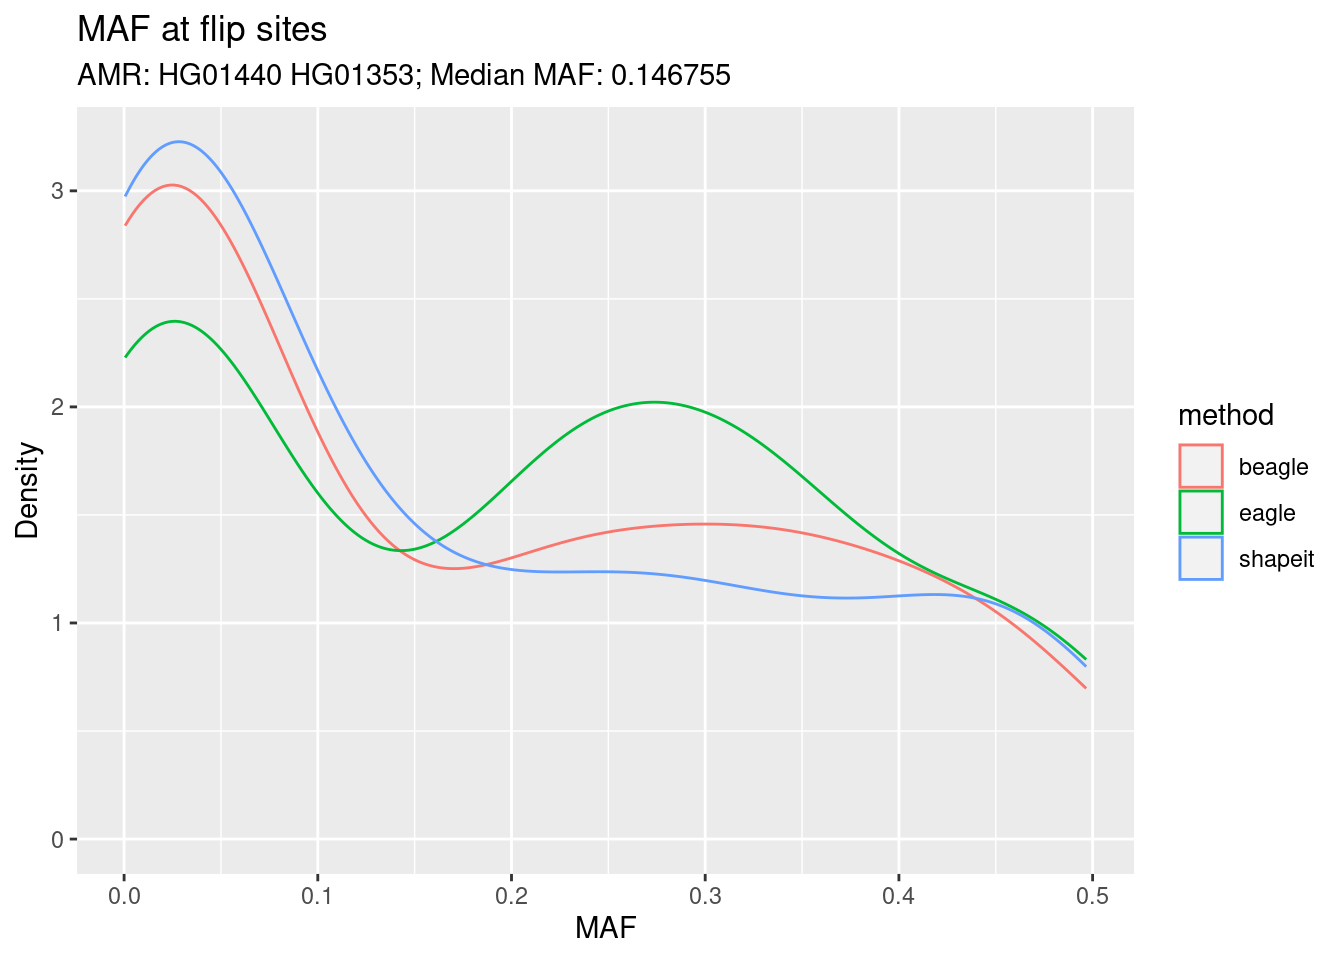 MAF at flip sites
AMR: HG01440 HG01353; Median MAF: 0.146755
3
2
1
0
Density
0.0 0.1 0.2 0.3 0.4 0.5
MAF
method
beagle
eagle
shapeit